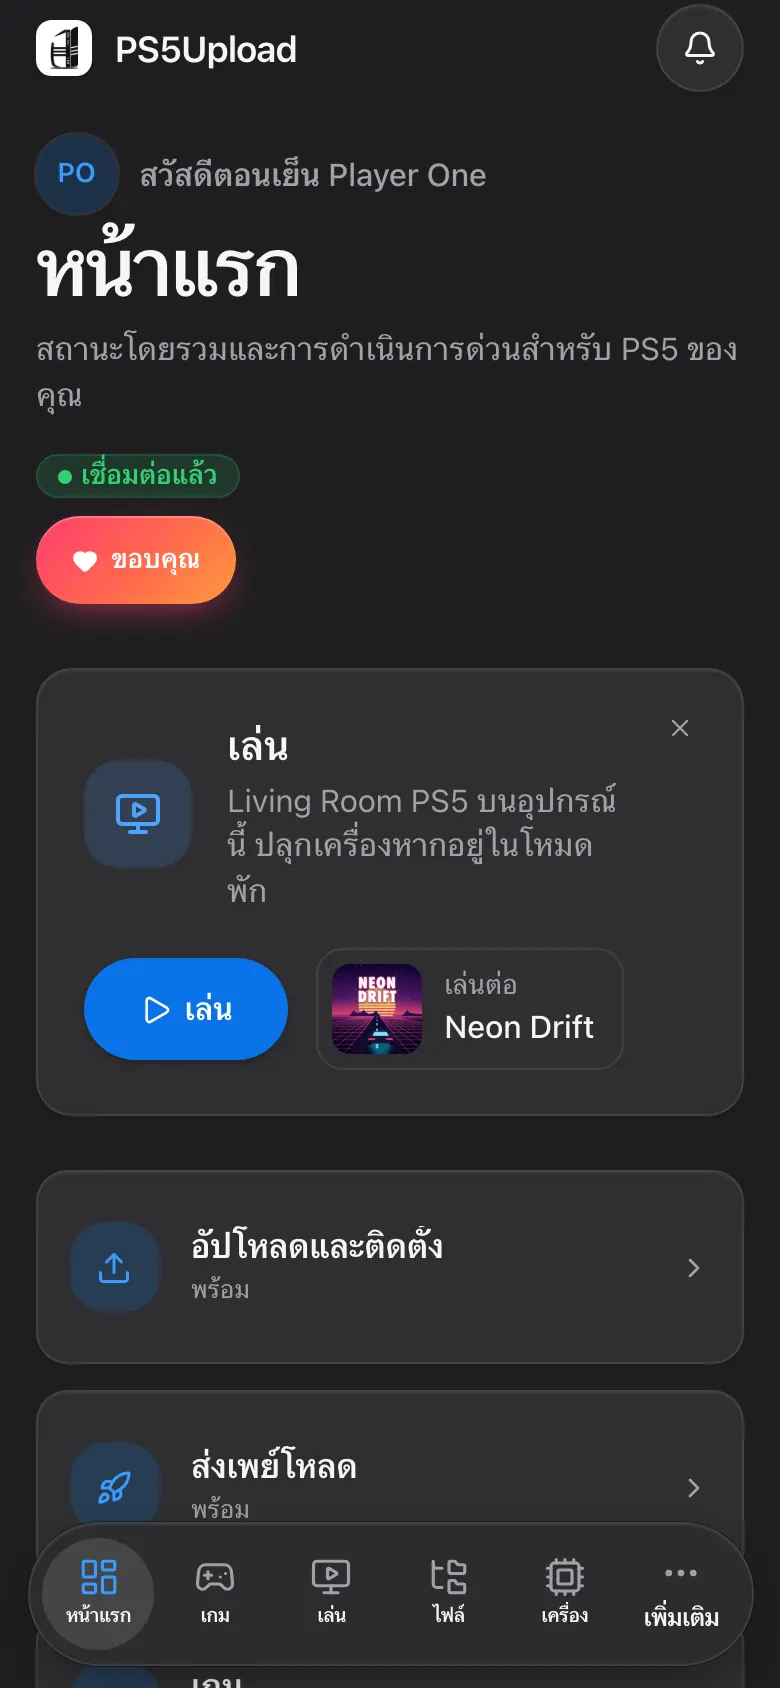 PS5Upload
PO
สวัสดีตอนเย็น Player One
หน้าแรก
สถานะโดยรวมและการดำเนินการด่วนสำหรับ PS5 ของ
คุณ
เชื่อมต่อแล้ว
ขอบคุณ
เล่น
Living Room PS5 บนอุปกรณ์
นี้ ปลุกเครื่องหากอยู่ในโหมด
พัก
เล่น
NEON
DRIFT
เล่นต่อ
Neon Drift
อัปโหลดและติดตั้ง
พร้อม
ส่งเพย์โหลด
พร้อม
หน้าแรก
เกม
เล่น
ไฟล์
เครื่อง
เพิ่มเติม